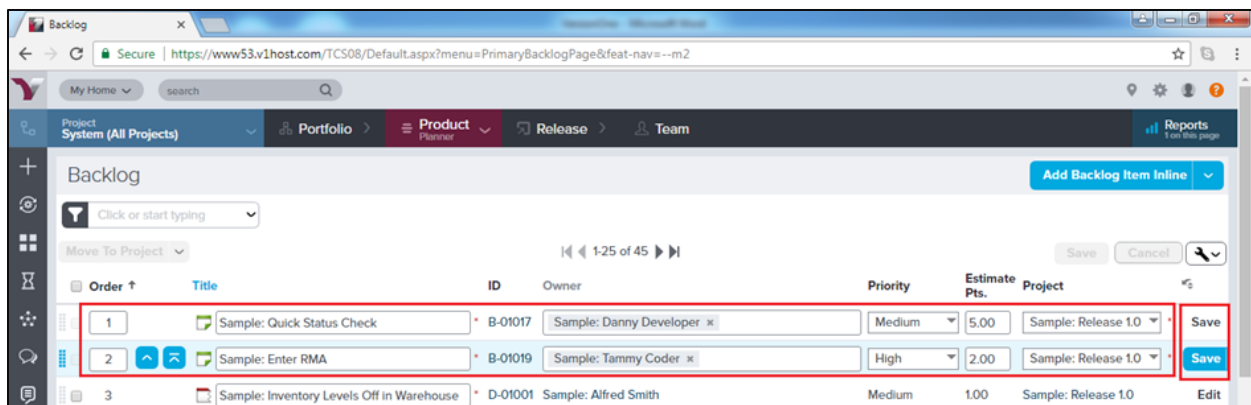 Backlog
Secure | https://www53.v1host.com/TCS08/Default.aspx?menu=PrimaryBacklogPage&feat-nav=--m2
My Home search
Project
System (All Projects) Portfolio Product Planner Release Team Reports 1 on this page
Backlog Add Backlog Item Inline
Click or start typing
Move To Project 1-25 of 45 Save Cancel
Order Title ID Owner Priority Estimate Pts. Project
1 Sample: Quick Status Check * B-01017 Sample: Danny Developer Medium 5.00 Sample: Release 1.0 * Save
2 Sample: Enter RMA * B-01019 Sample: Tammy Coder High 2.00 Sample: Release 1.0 * Save
3 Sample: Inventory Levels Off in Warehouse * D-01001 Sample: Alfred Smith Medium 1.00 Sample: Release 1.0 Edit